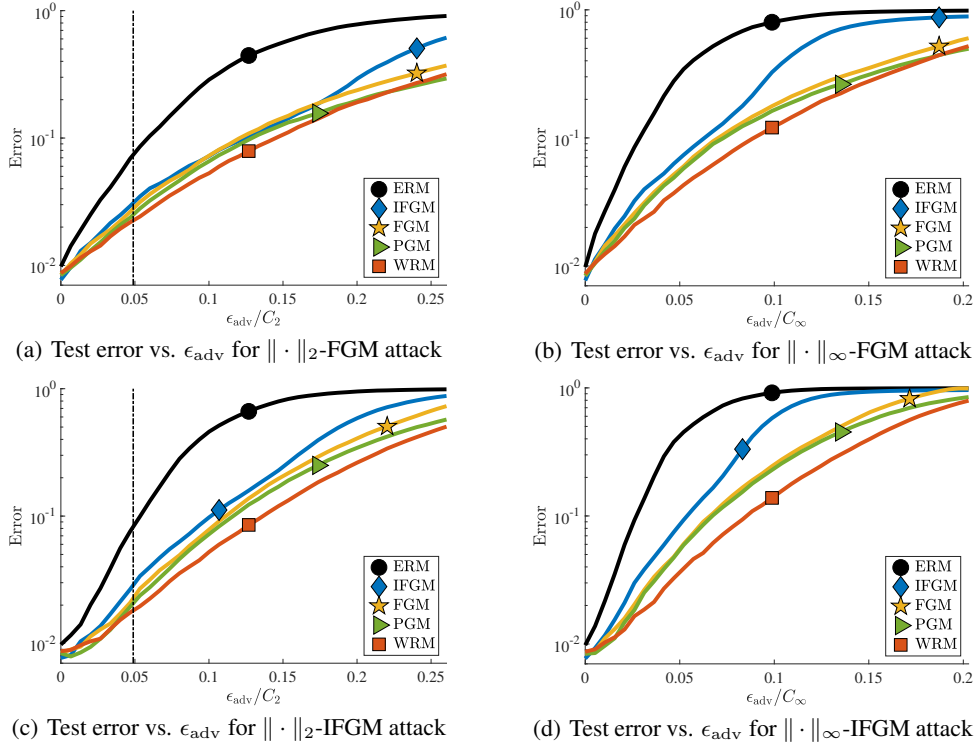 10^0
10^-1
10^-2
Error
0 0.05 0.1 0.15 0.2 0.25
ϵ_adv/C_2
ERM
IFGM
FGM
PGM
WRM
(a) Test error vs. ϵ_adv for ‖ · ‖_2-FGM attack
10^0
10^-1
10^-2
Error
0 0.05 0.1 0.15 0.2
ϵ_adv/C_∞
ERM
IFGM
FGM
PGM
WRM
(b) Test error vs. ϵ_adv for ‖ · ‖_∞-FGM attack
10^0
10^-1
10^-2
Error
0 0.05 0.1 0.15 0.2 0.25
ϵ_adv/C_2
ERM
IFGM
FGM
PGM
WRM
(c) Test error vs. ϵ_adv for ‖ · ‖_2-IFGM attack
10^0
10^-1
10^-2
Error
0 0.05 0.1 0.15 0.2
ϵ_adv/C_∞
ERM
IFGM
FGM
PGM
WRM
(d) Test error vs. ϵ_adv for ‖ · ‖_∞-IFGM attack